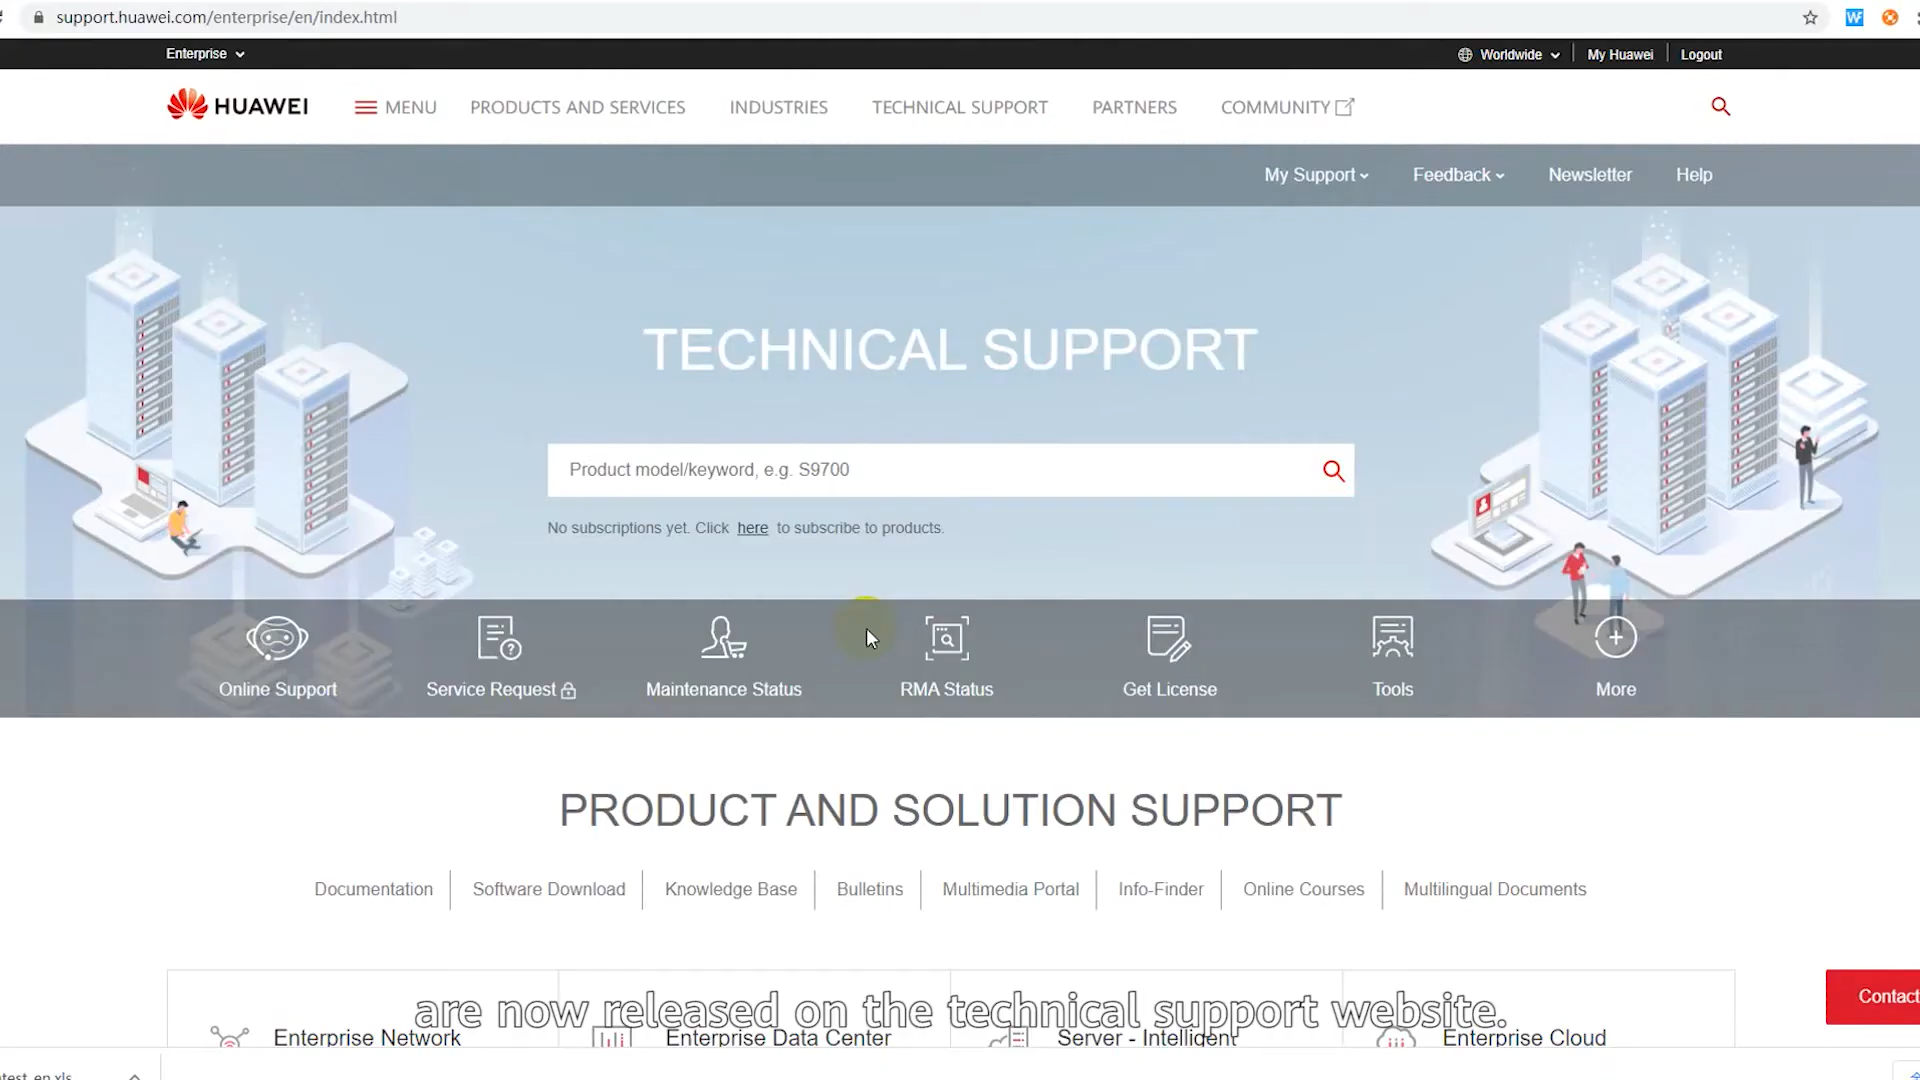 support.huawei.com/enterprise/en/index.html
Enterprise
Worldwide
My Huawei
Logout
HUAWEI
MENU
PRODUCTS AND SERVICES
INDUSTRIES
TECHNICAL SUPPORT
PARTNERS
COMMUNITY
My Support
Feedback
Newsletter
Help
TECHNICAL SUPPORT
Product model/keyword, e.g. S9700
No subscriptions yet. Click here to subscribe to products.
Online Support
Service Request
Maintenance Status
RMA Status
Get License
Tools
More
PRODUCT AND SOLUTION SUPPORT
Documentation
Software Download
Knowledge Base
Bulletins
Multimedia Portal
Info-Finder
Online Courses
Multilingual Documents
Contact
are now released on the technical support website.
Enterprise Network
Enterprise Data Center
Server - Intelligent
Enterprise Cloud